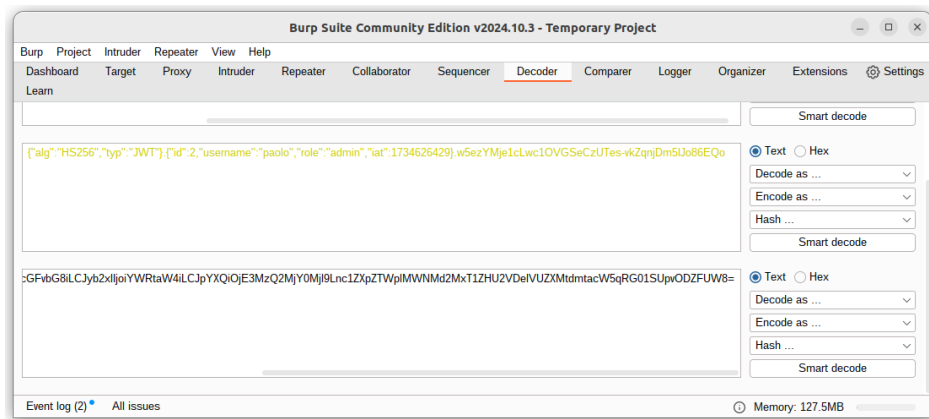 Burp Suite Community Edition v2024.10.3 - Temporary Project
Burp Project Intruder Repeater View Help
Dashboard Target Proxy Intruder Repeater Collaborator Sequencer Decoder Comparer Logger Organizer Extensions Settings
Learn
Smart decode
{"alg":"HS256","typ":"JWT"}.{"id":2,"username":"paolo","role":"admin","iat":1734626429}.w5ezYMje1cLwc1OVGSeCzUTes-vkZqnjDm5IJo86EQo
Text Hex
Decode as ...
Encode as ...
Hash ...
Smart decode
cGFvbG8iLCJyb2xlIjoiYWRtaW4iLCJpYXQiOjE3MzQ2MjY0Mjl9Lnc1ZXpZTWplMWNMd2MxT1ZHU2VDelVUZXMtdmtacW5qRG01SUpvODZFUW8=
Text Hex
Decode as ...
Encode as ...
Hash ...
Smart decode
Event log (2) All issues Memory: 127.5MB